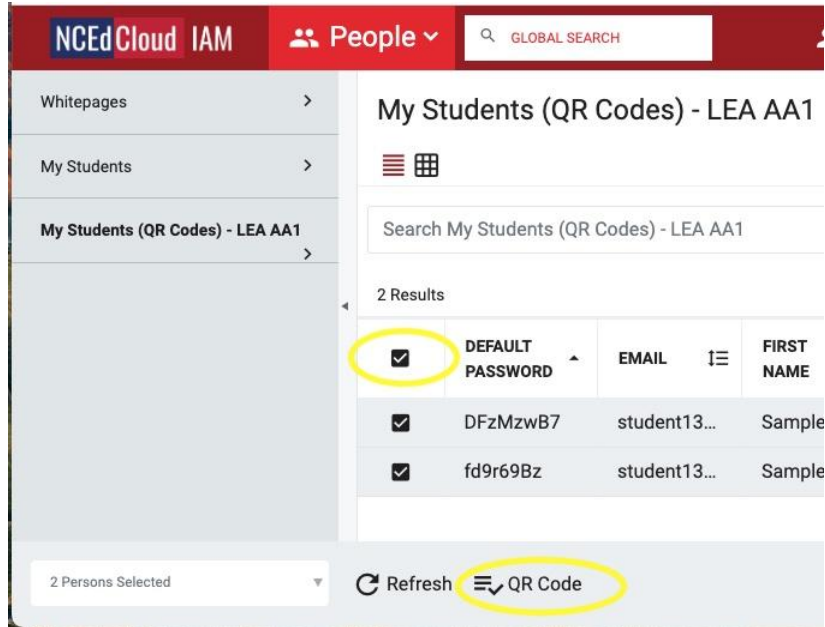 NCEdCloud IAM
People
GLOBAL SEARCH
Whitepages
My Students
My Students (QR Codes) - LEA AA1
My Students (QR Codes) - LEA AA1
Search My Students (QR Codes) - LEA AA1
2 Results
DEFAULT PASSWORD EMAIL FIRST NAME
DFzMzwB7 student13... Sample
fd9r69Bz student13... Sample
2 Persons Selected
Refresh QR Code